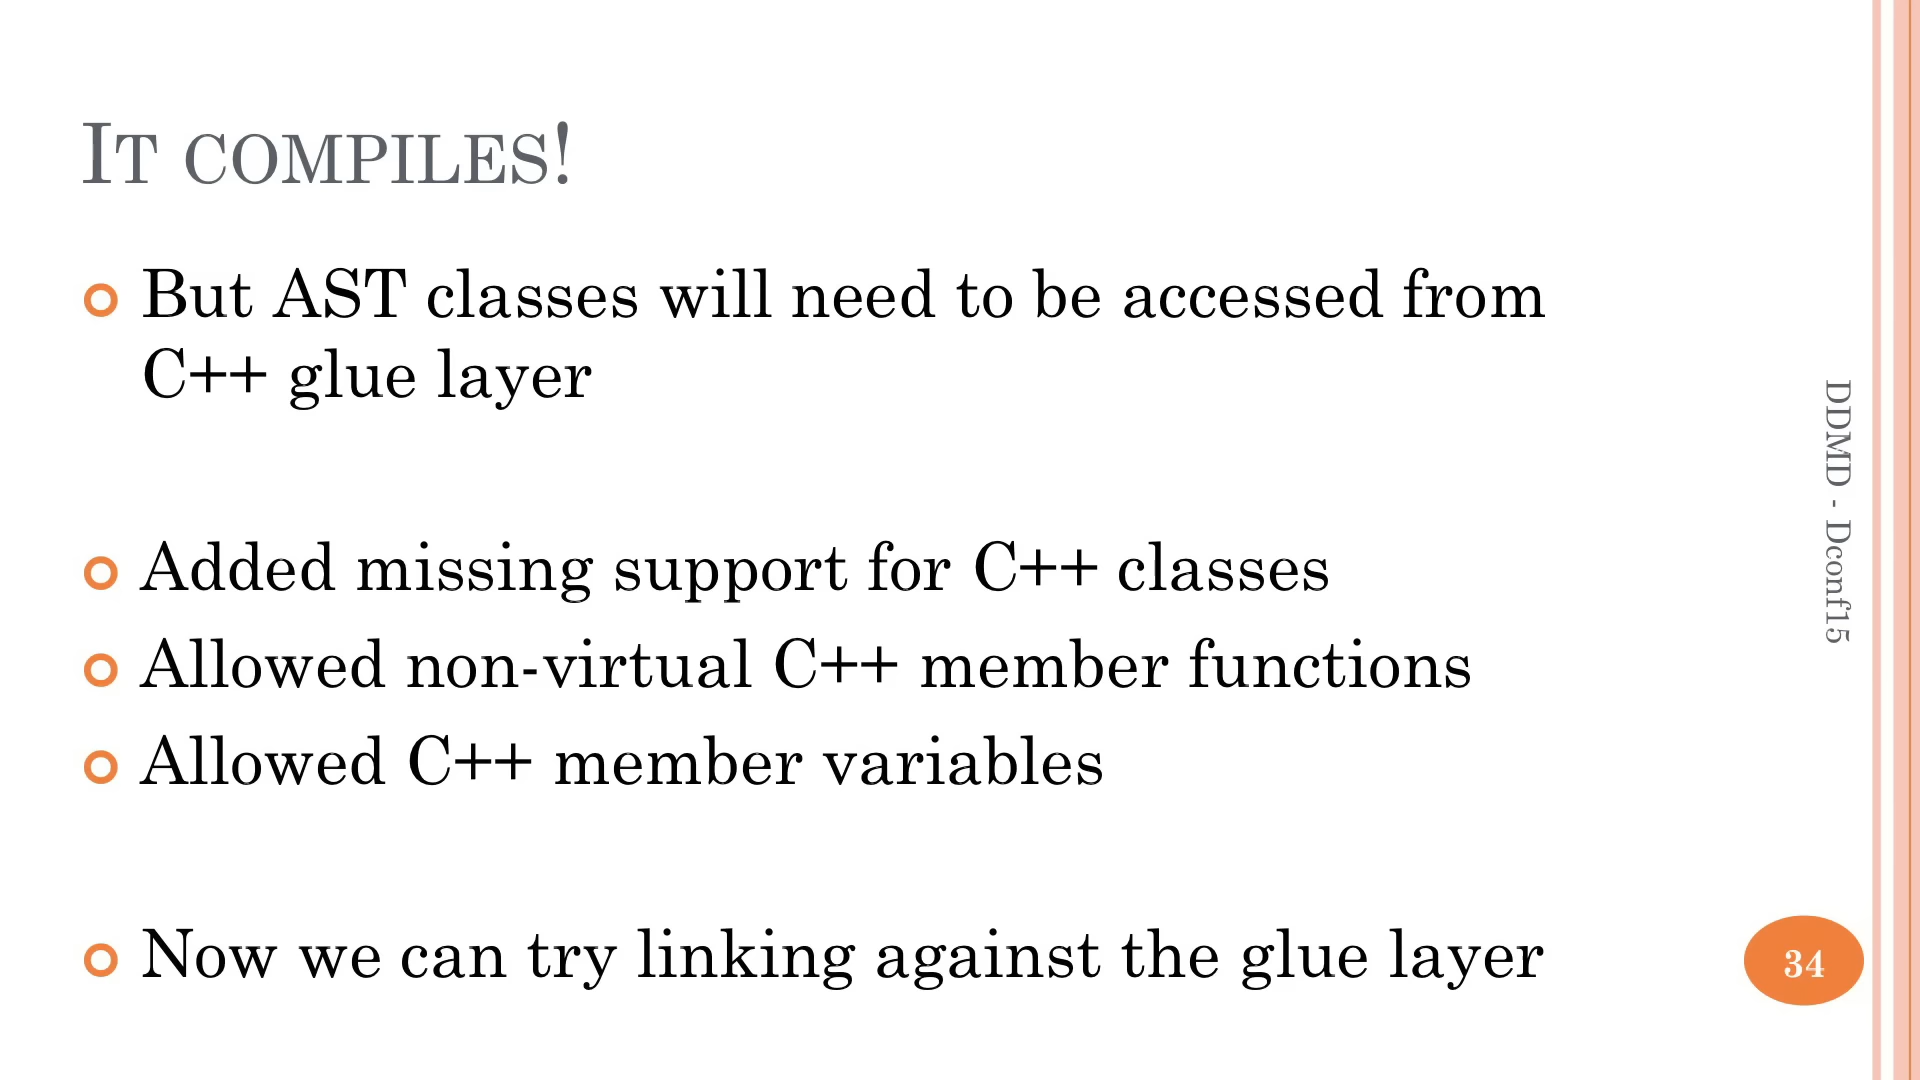 It compiles!
But AST classes will need to be accessed from
C++ glue layer
Added missing support for C++ classes
Allowed non-virtual C++ member functions
Allowed C++ member variables
Now we can try linking against the glue layer
DDMD - Dconf15
34